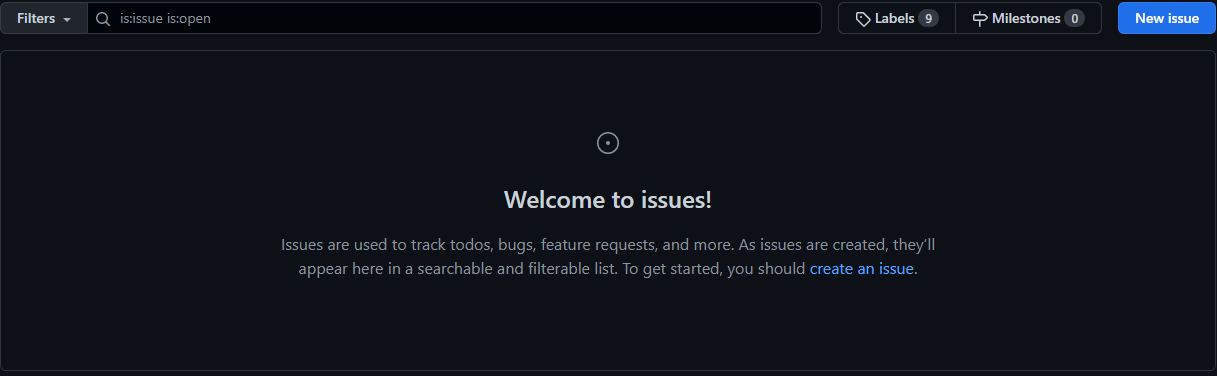 Filters
is:issue is:open
Labels 9
Milestones 0
New issue
Welcome to issues!
Issues are used to track todos, bugs, feature requests, and more. As issues are created, they’ll
appear here in a searchable and filterable list. To get started, you should create an issue.